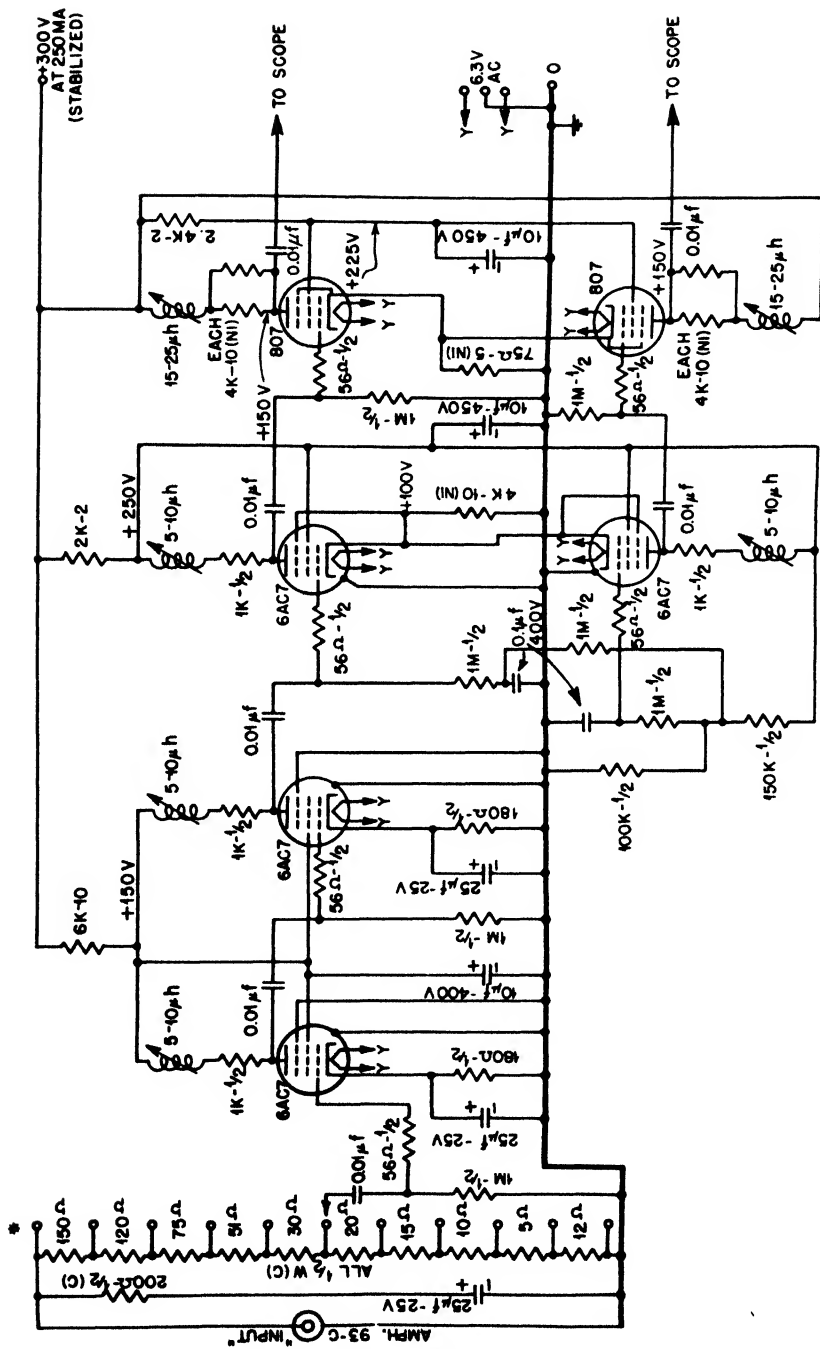 +300V
AT 250 MA
(STABILIZED)
TO SCOPE
6.3V
AC
Y
Y
0
TO SCOPE
2.4K-2
0.01µf
+225V
10µf-450V
15-25µh
EACH
4K-10 (NI)
+150V
807
Y
Y
56Ω-1/2
75Ω-5 (NI)
1M-1/2
10µf-450V
807
Y
Y
+150V
0.01µf
56Ω-1/2
1M-1/2
EACH
4K-10 (NI)
15-25µh
2K-2
+250V
5-10µh
1K-1/2
0.01µf
6AC7
Y
Y
+100V
4K-10 (NI)
56Ω-1/2
1M-1/2
0.1µf
400V
1M-1/2
Y
Y
6AC7
56Ω-1/2
0.01µf
1K-1/2
5-10µh
1M-1/2
100K-1/2
150K-1/2
6K-10
+150V
5-10µh
1K-1/2
0.01µf
6AC7
Y
Y
56Ω-1/2
180Ω-1/2
25µf-25V
1M-1/2
5-10µh
1K-1/2
0.01µf
6AC7
Y
Y
10µf-400V
180Ω-1/2
25µf-25V
56Ω-1/2
0.01µf
1M-1/2
*
150Ω
120Ω
75Ω
51Ω
30Ω
20Ω
15Ω
10Ω
5Ω
12Ω
ALL 1/2 W (C)
200Ω-1/2 (C)
25µf-25V
"INPUT"
AMPH. 93-C